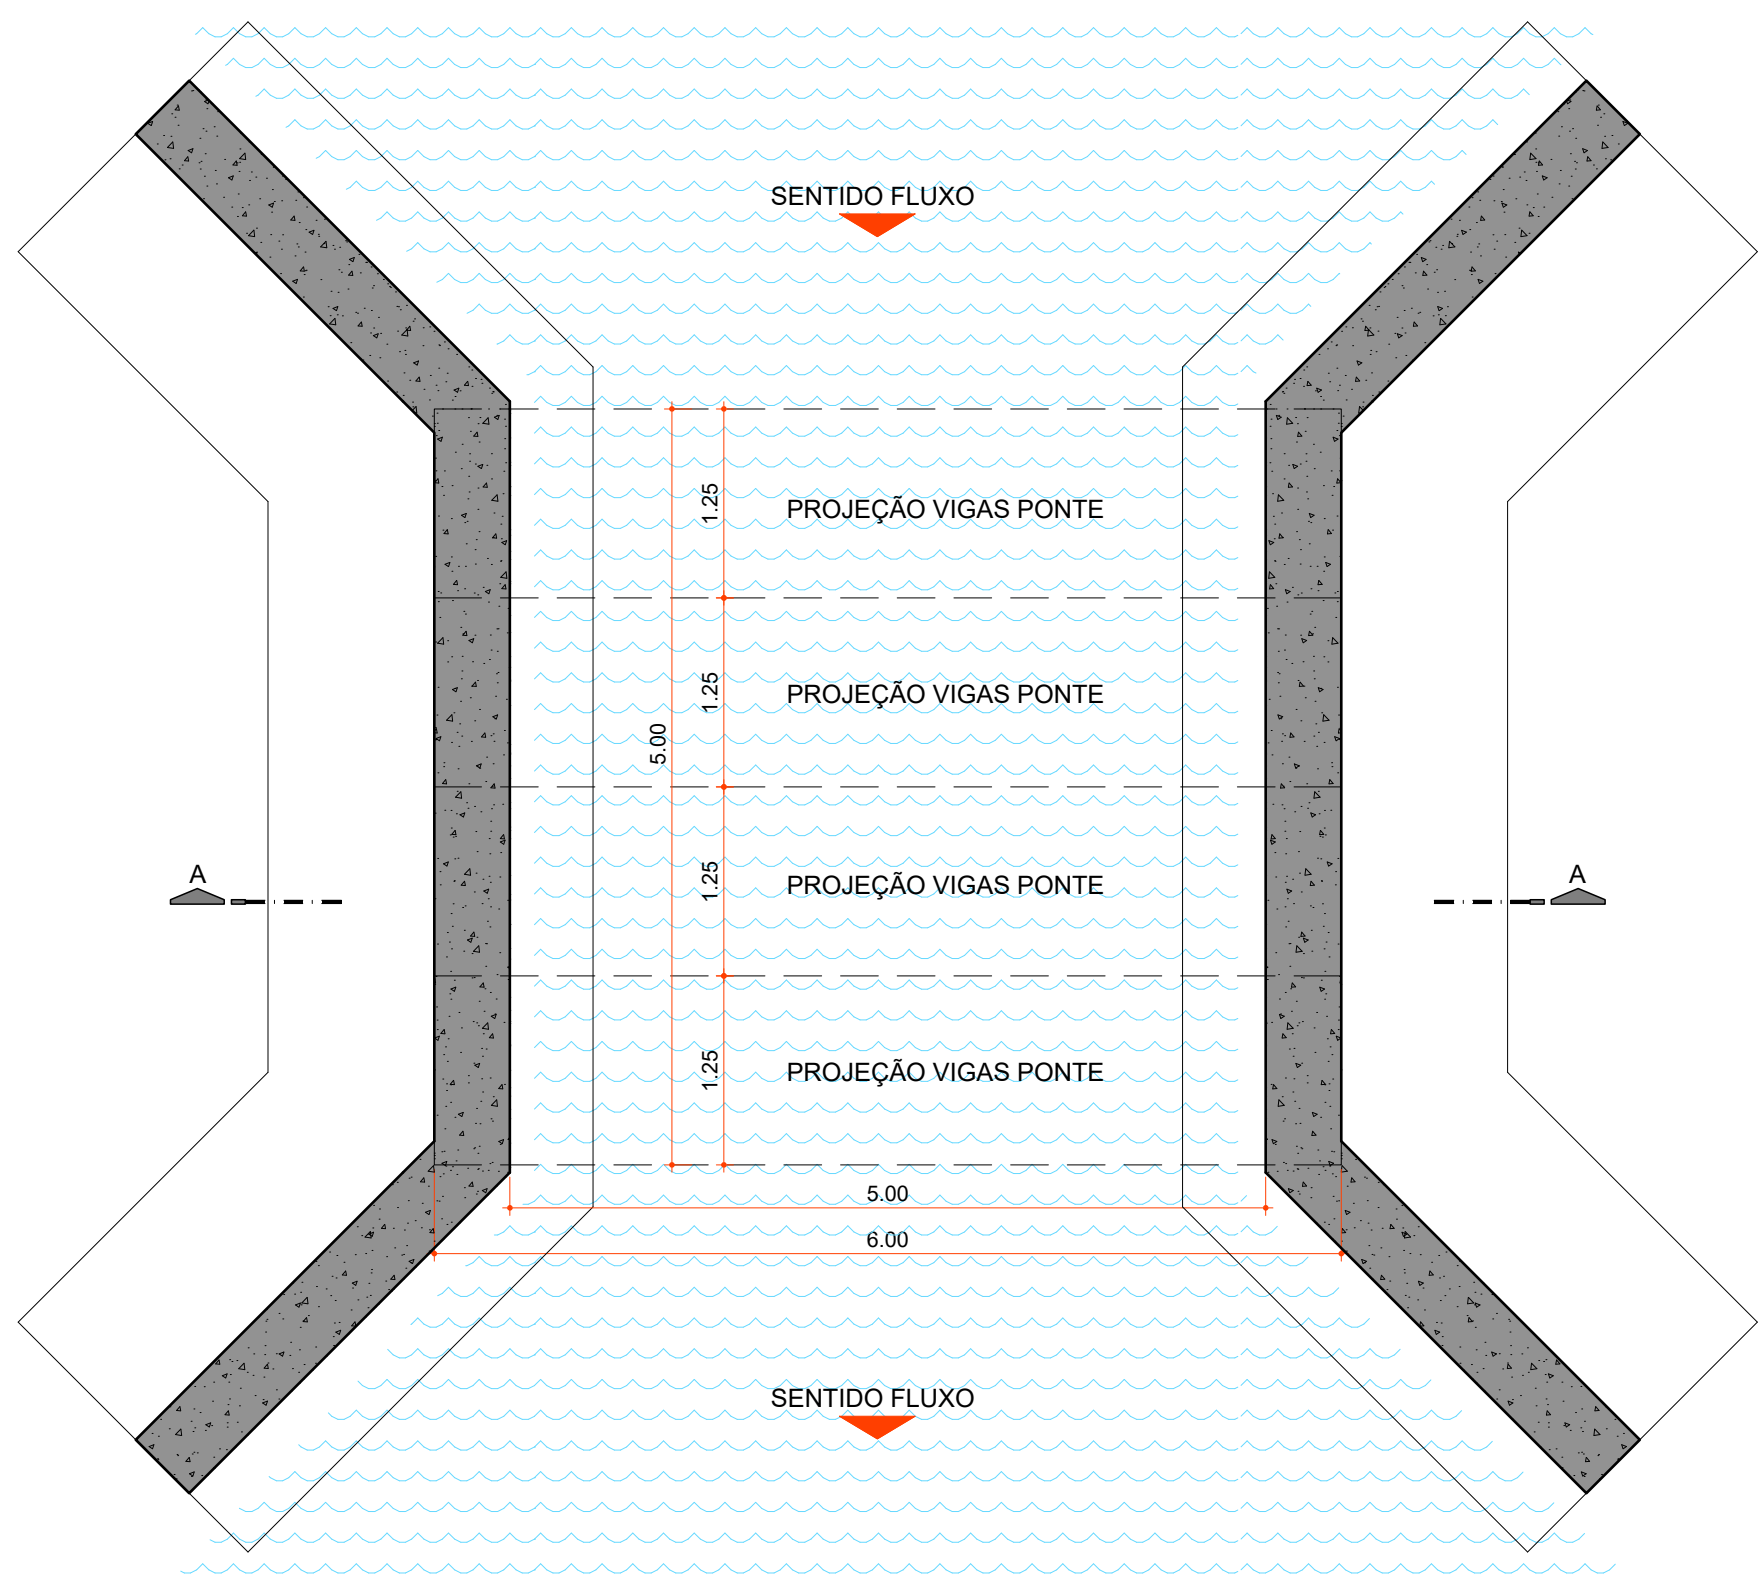 SENTIDO FLUXO
1.25
PROJEÇÃO VIGAS PONTE
1.25
PROJEÇÃO VIGAS PONTE
5.00
A
1.25
PROJEÇÃO VIGAS PONTE
A
1.25
PROJEÇÃO VIGAS PONTE
5.00
6.00
SENTIDO FLUXO